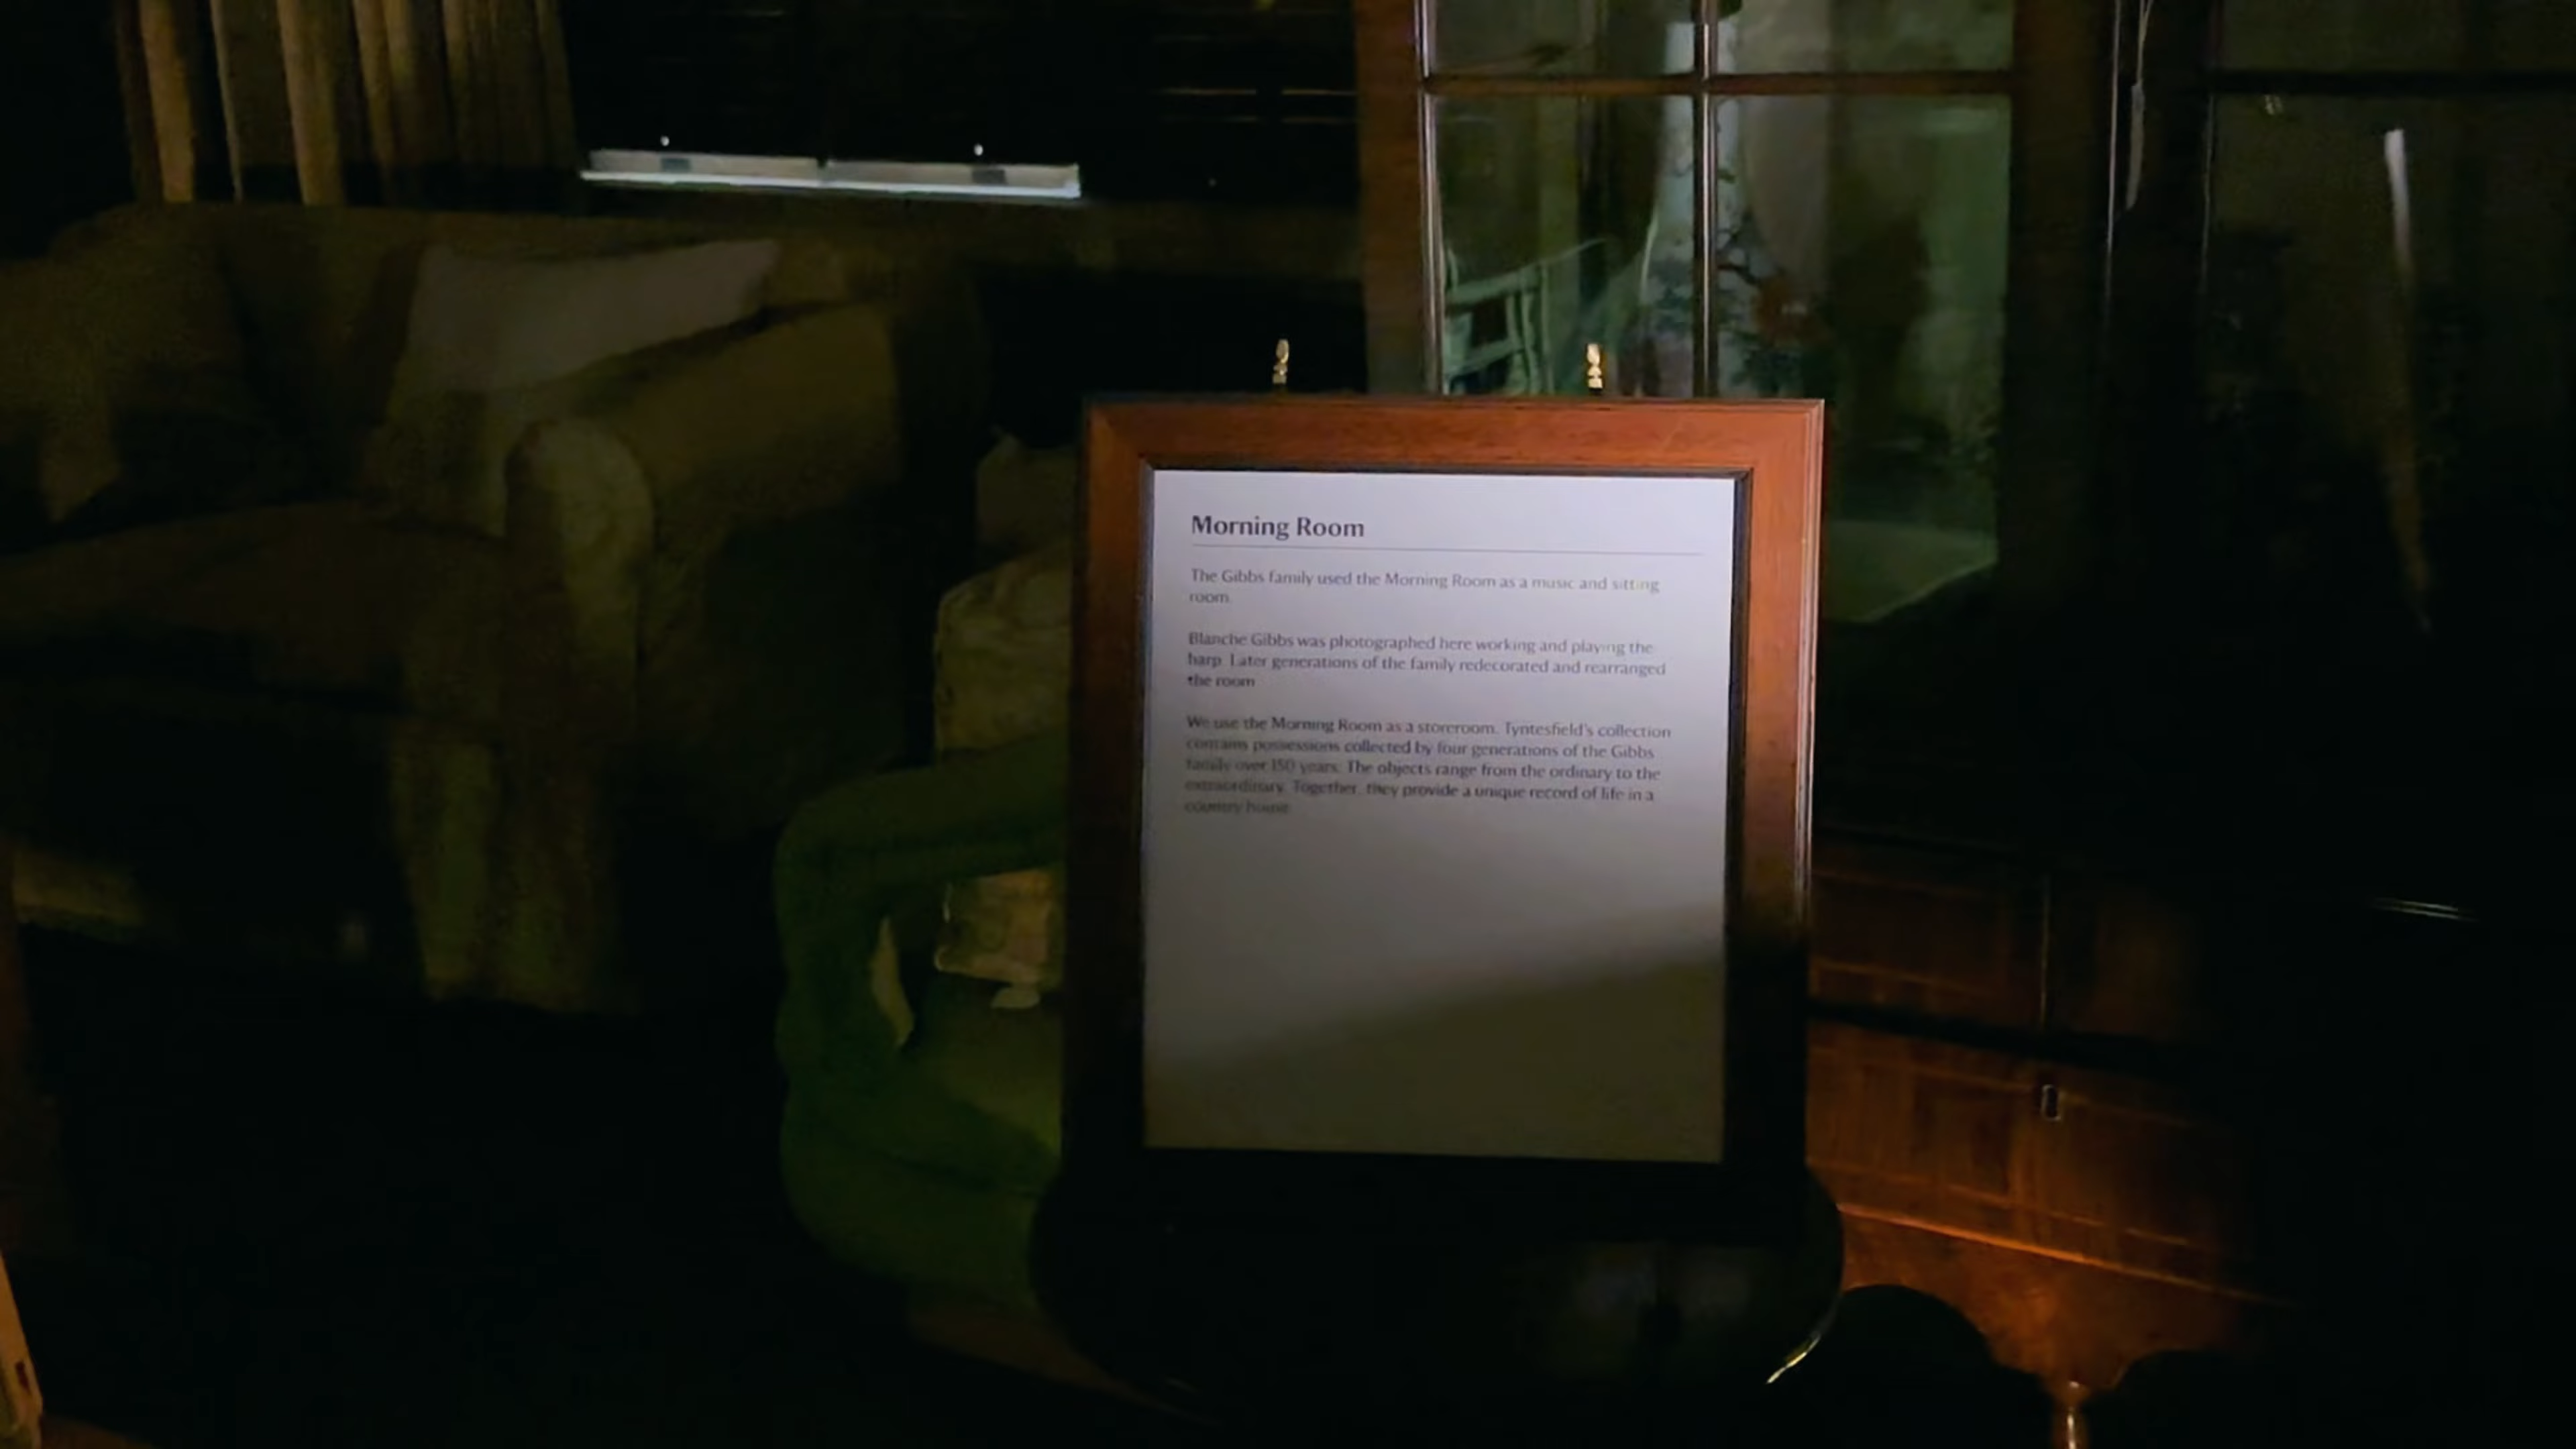 Morning Room
The Gibbs family used the Morning Room as a music and sitting
room.
Blanche Gibbs was photographed here working and playing the
harp. Later generations of the family redecorated and rearranged
the room.
We use the Morning Room as a storeroom. Tyntesfield's collection
contains possessions collected by four generations of the Gibbs
family over 150 years. The objects range from the ordinary to the
extraordinary. Together, they provide a unique record of life in a
country house.